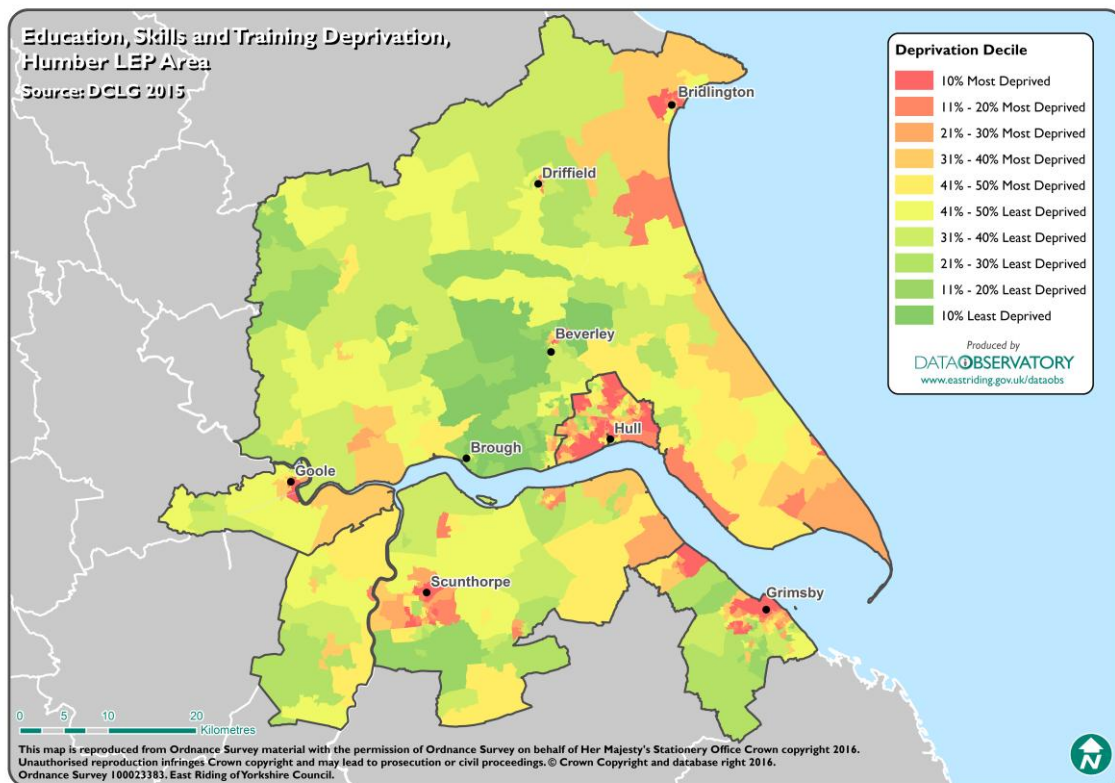 Education, Skills and Training Deprivation,
Humber LEP Area
Source: DCLG 2015
Deprivation Decile
10% Most Deprived
11% - 20% Most Deprived
21% - 30% Most Deprived
31% - 40% Most Deprived
41% - 50% Most Deprived
41% - 50% Least Deprived
31% - 40% Least Deprived
21% - 30% Least Deprived
11% - 20% Least Deprived
10% Least Deprived
Produced by
DATAOBSERVATORY
www.eastriding.gov.uk/dataobs
Bridlington
Driffield
Beverley
Hull
Brough
Goole
Scunthorpe
Grimsby
0 5 10 20
Kilometres
This map is reproduced from Ordnance Survey material with the permission of Ordnance Survey on behalf of Her Majesty's Stationery Office Crown copyright 2016.
Unauthorised reproduction infringes Crown copyright and may lead to prosecution or civil proceedings. © Crown Copyright and database right 2016.
Ordnance Survey 100023383. East Riding of Yorkshire Council.
N